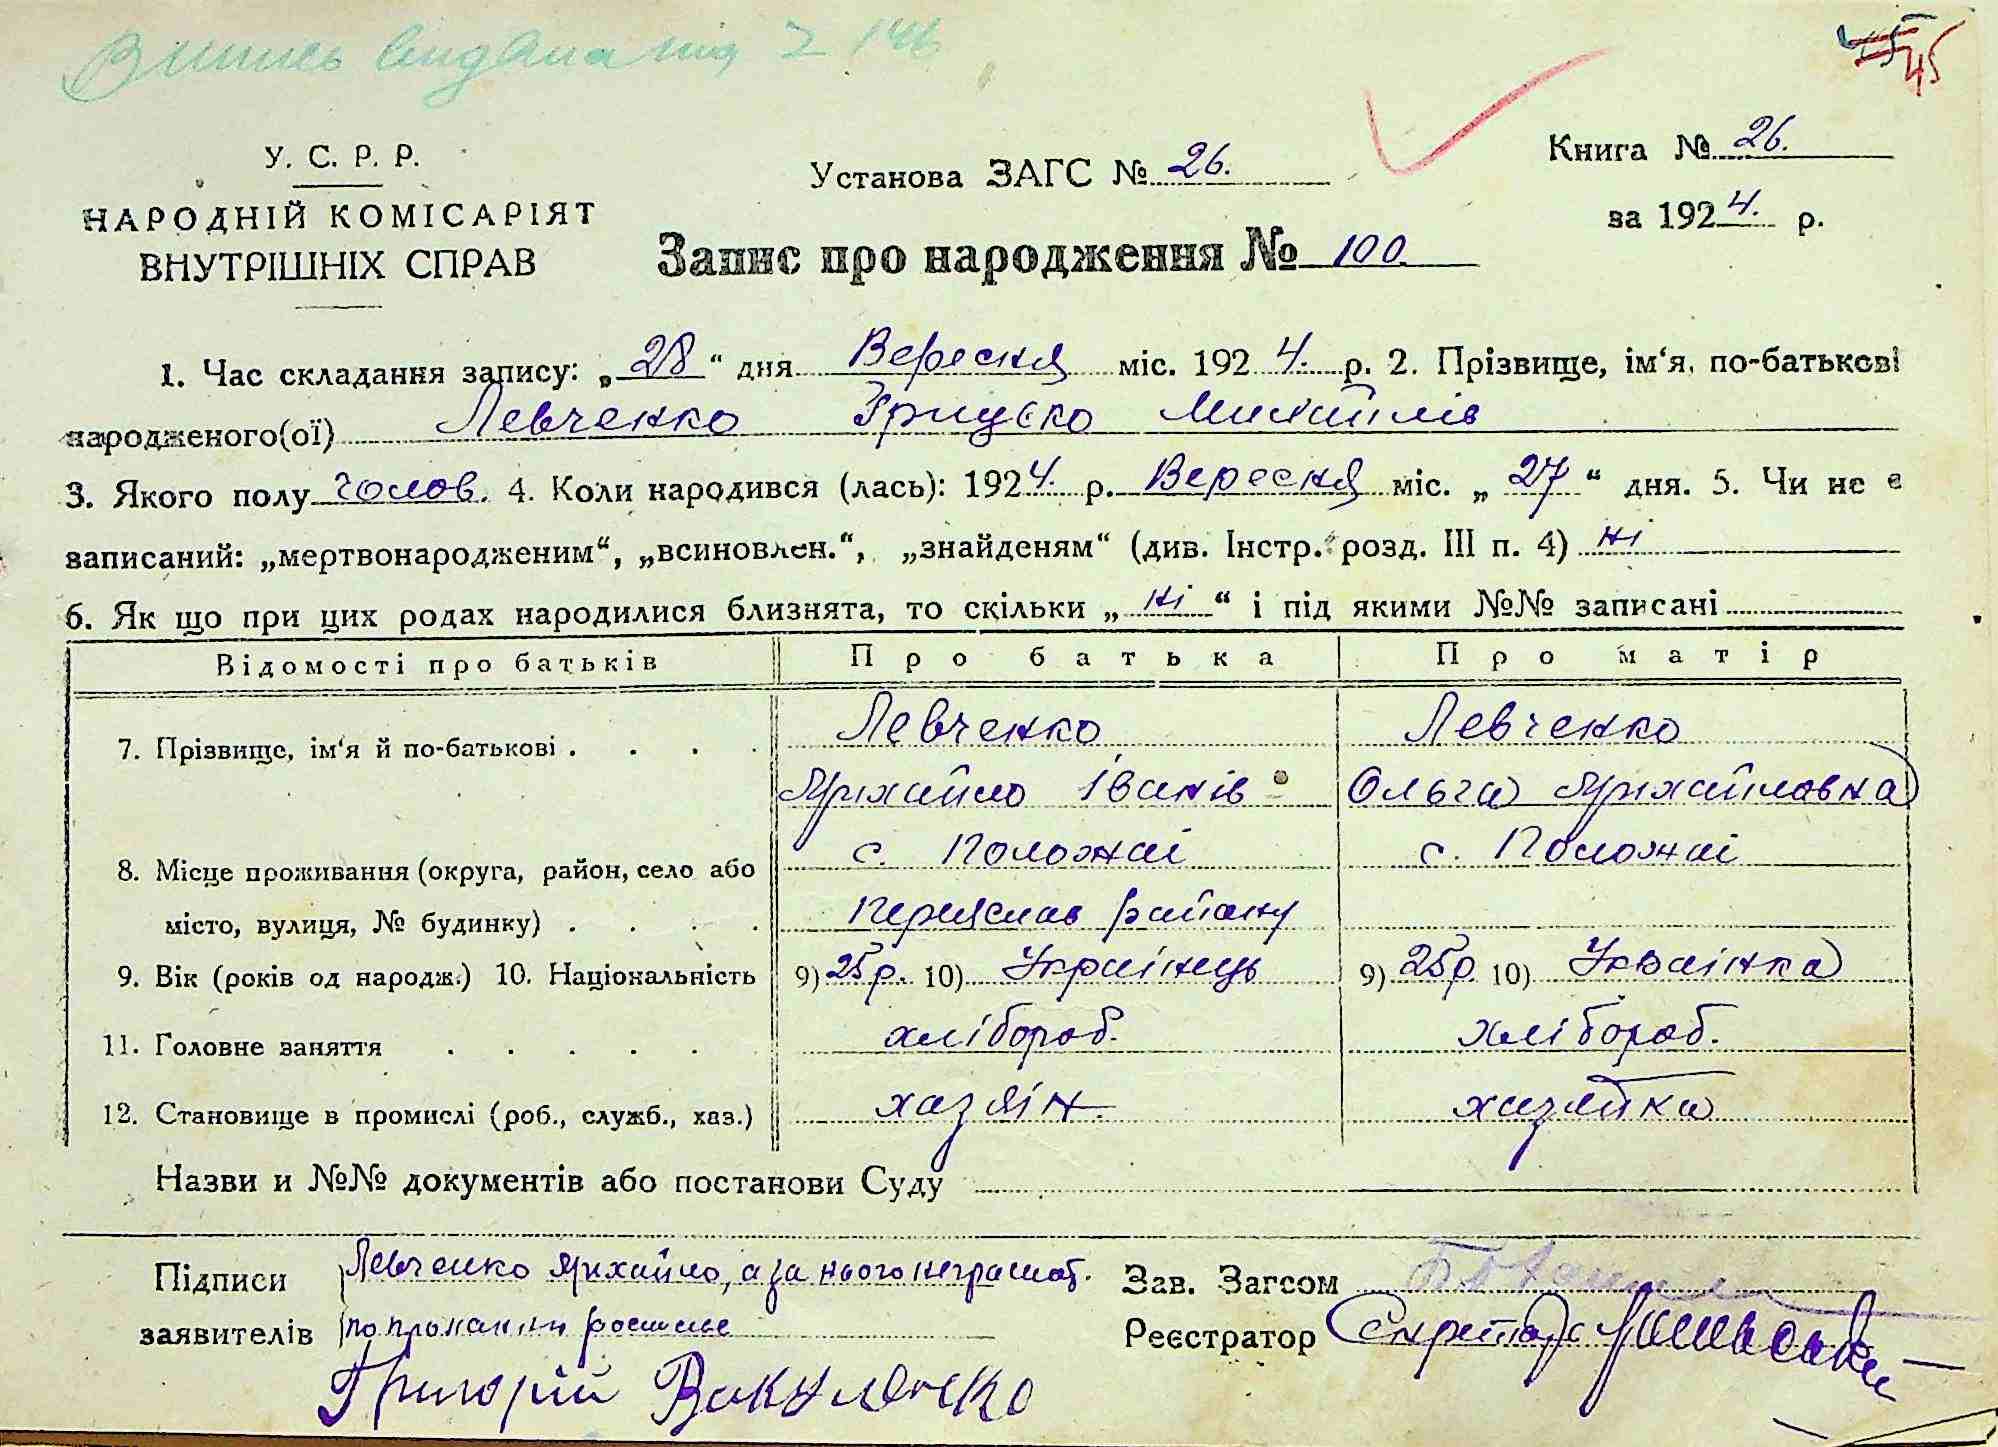 Випись видана під 146
45
У. С. Р. Р.
НАРОДНІЙ КОМІСАРІЯТ
ВНУТРІШНІХ СПРАВ
Установа ЗАГС № 26.
Книга № 26.
за 1924. р.
Запис про народження № 100.
1. Час складання запису: „28“ дня Вересня міс. 1924. р. 2. Прізвище, ім‘я, по-батькові
народженого(ої) Левченко Грицько Михайлів
3. Якого полу чолов. 4. Коли народився (лась): 1924. р. Вересня міс. „27“ дня. 5. Чи не є
записаний: „мертвонародженим“, „всиновлен.“, „знайденям“ (див. Інстр. розд. III п. 4) ні
6. Як що при цих родах народилися близнята, то скільки „ні“ і під якими №№ записані
Відомості про батьків Про батька Про матір
7. Прізвище, ім‘я й по-батькові . . . . Левченко Левченко
Михайло Іванів Ольга Михайловна
8. Місце проживання (округа, район, село або с. Положаї с. Положаї
місто, вулиця, № будинку) . . . . Переяслав району
9. Вік (років од народж.) 10. Національність 9) 25 р. 10) Українець 9) 25 р 10) Украінка
11. Головне заняття . . . . . хлібороб. хлібороб.
12. Становище в промислі (роб., служб., хаз.) хазяїн. хазяйка
Назви и №№ документів або постанови Суду
Підписи Левченко Михайло, а за нього неграмот. Зав. Загсом
заявителів по прохании росписс Реєстратор Секретар
Григорій Вакуленко